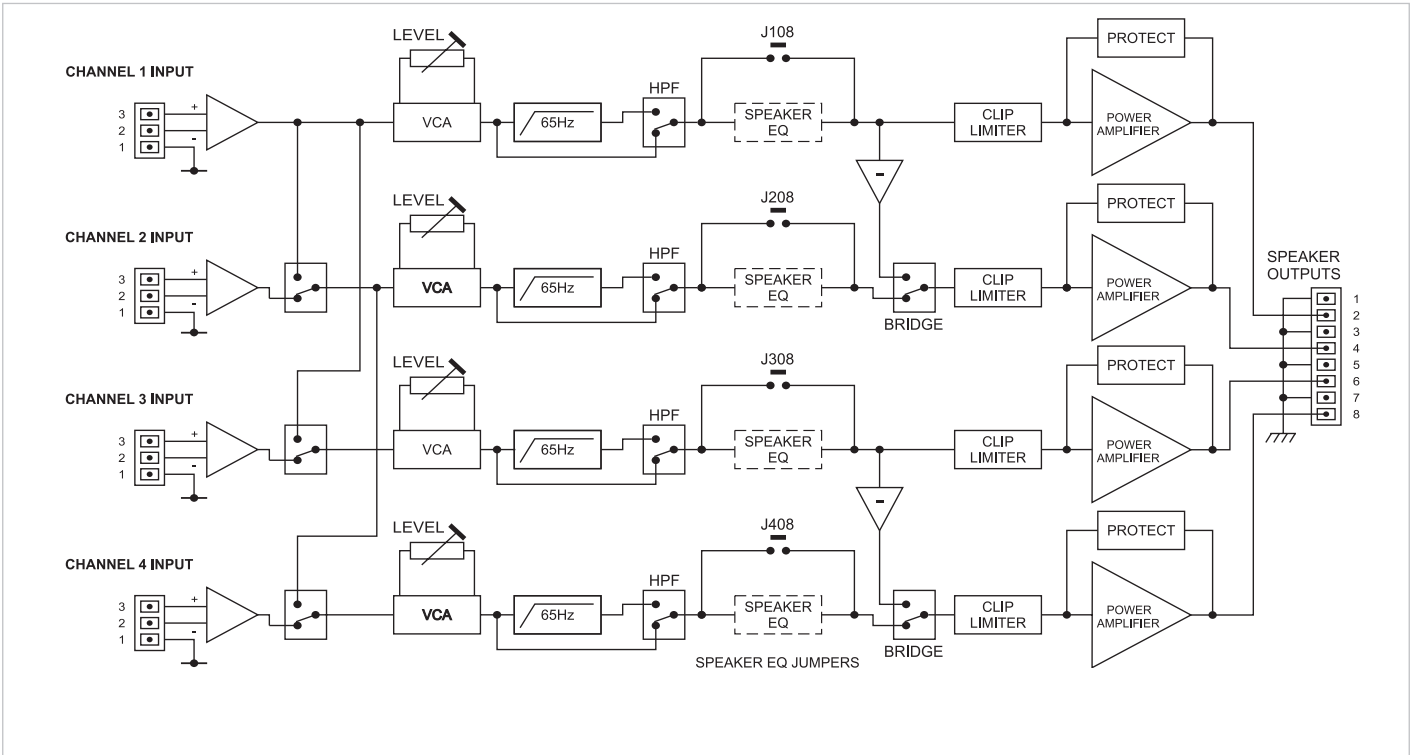 LEVEL
J108
PROTECT
CHANNEL 1 INPUT
HPF
3
+
2
-
1
VCA
65Hz
SPEAKER
EQ
CLIP
LIMITER
POWER
AMPLIFIER
-
LEVEL
J208
PROTECT
CHANNEL 2 INPUT
HPF
3
+
2
-
1
VCA
65Hz
SPEAKER
EQ
BRIDGE
CLIP
LIMITER
POWER
AMPLIFIER
SPEAKER
OUTPUTS
1
2
3
4
5
6
7
8
LEVEL
J308
PROTECT
CHANNEL 3 INPUT
HPF
3
+
2
-
1
VCA
65Hz
SPEAKER
EQ
CLIP
LIMITER
POWER
AMPLIFIER
-
LEVEL
J408
PROTECT
CHANNEL 4 INPUT
HPF
3
+
2
-
1
VCA
65Hz
SPEAKER
EQ
BRIDGE
CLIP
LIMITER
POWER
AMPLIFIER
SPEAKER EQ JUMPERS